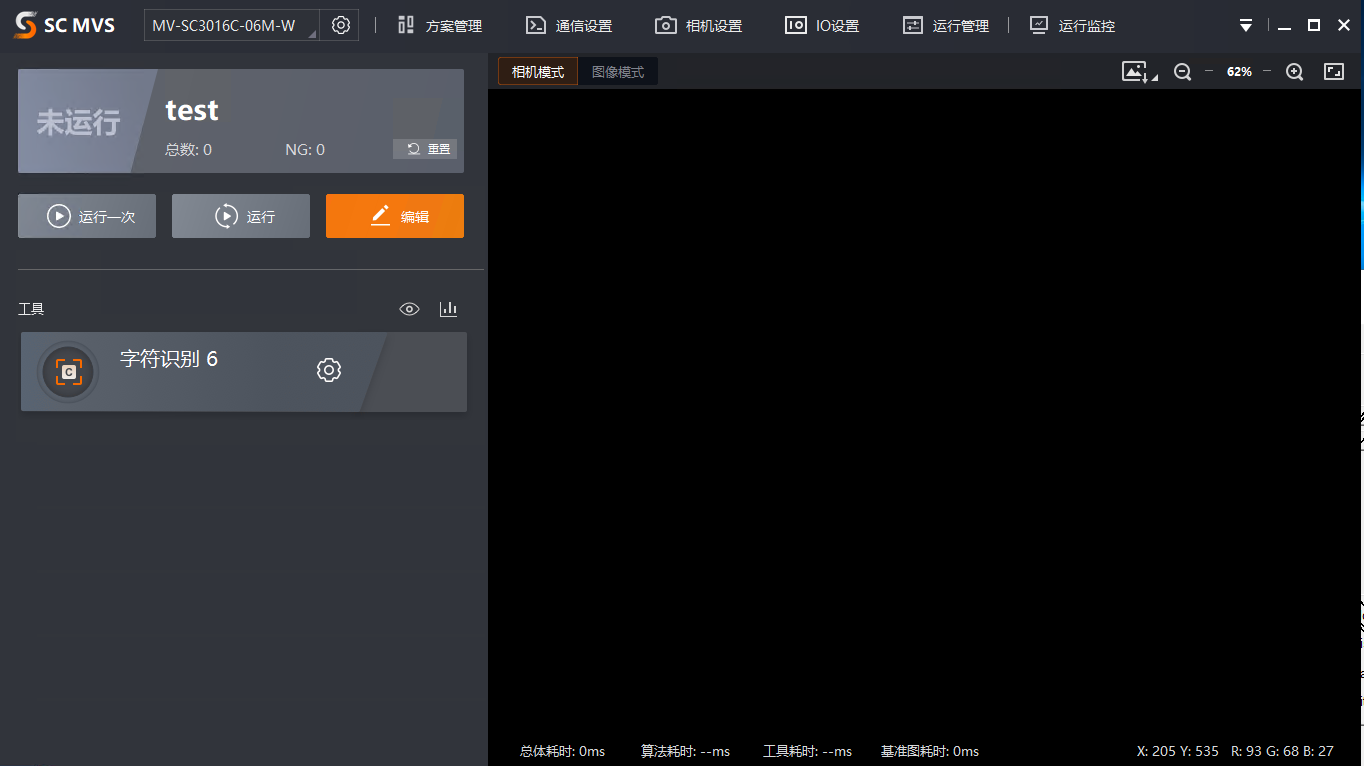 SC MVS
MV-SC3016C-06M-W
方案管理
通信设置
相机设置
IO设置
运行管理
运行监控
相机模式
图像模式
62%
未运行
test
总数: 0
NG: 0
重置
运行一次
运行
编辑
工具
C
字符识别 6
总体耗时: 0ms
算法耗时: --ms
工具耗时: --ms
基准图耗时: 0ms
X: 205 Y: 535
R: 93 G: 68 B: 27